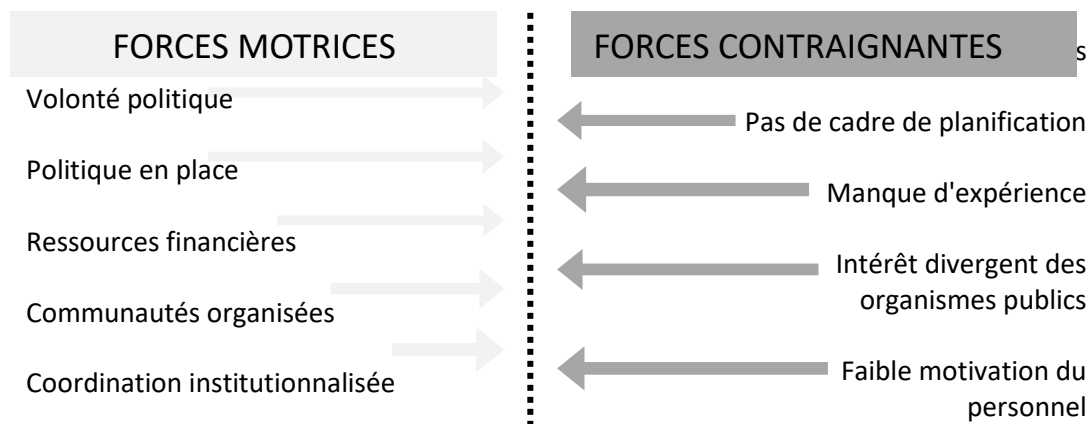 FORCES MOTRICES
Volonté politique
Politique en place
Ressources financières
Communautés organisées
Coordination institutionnalisée
FORCES CONTRAIGNANTES
s
Pas de cadre de planification
Manque d'expérience
Intérêt divergent des
organismes publics
Faible motivation du
personnel